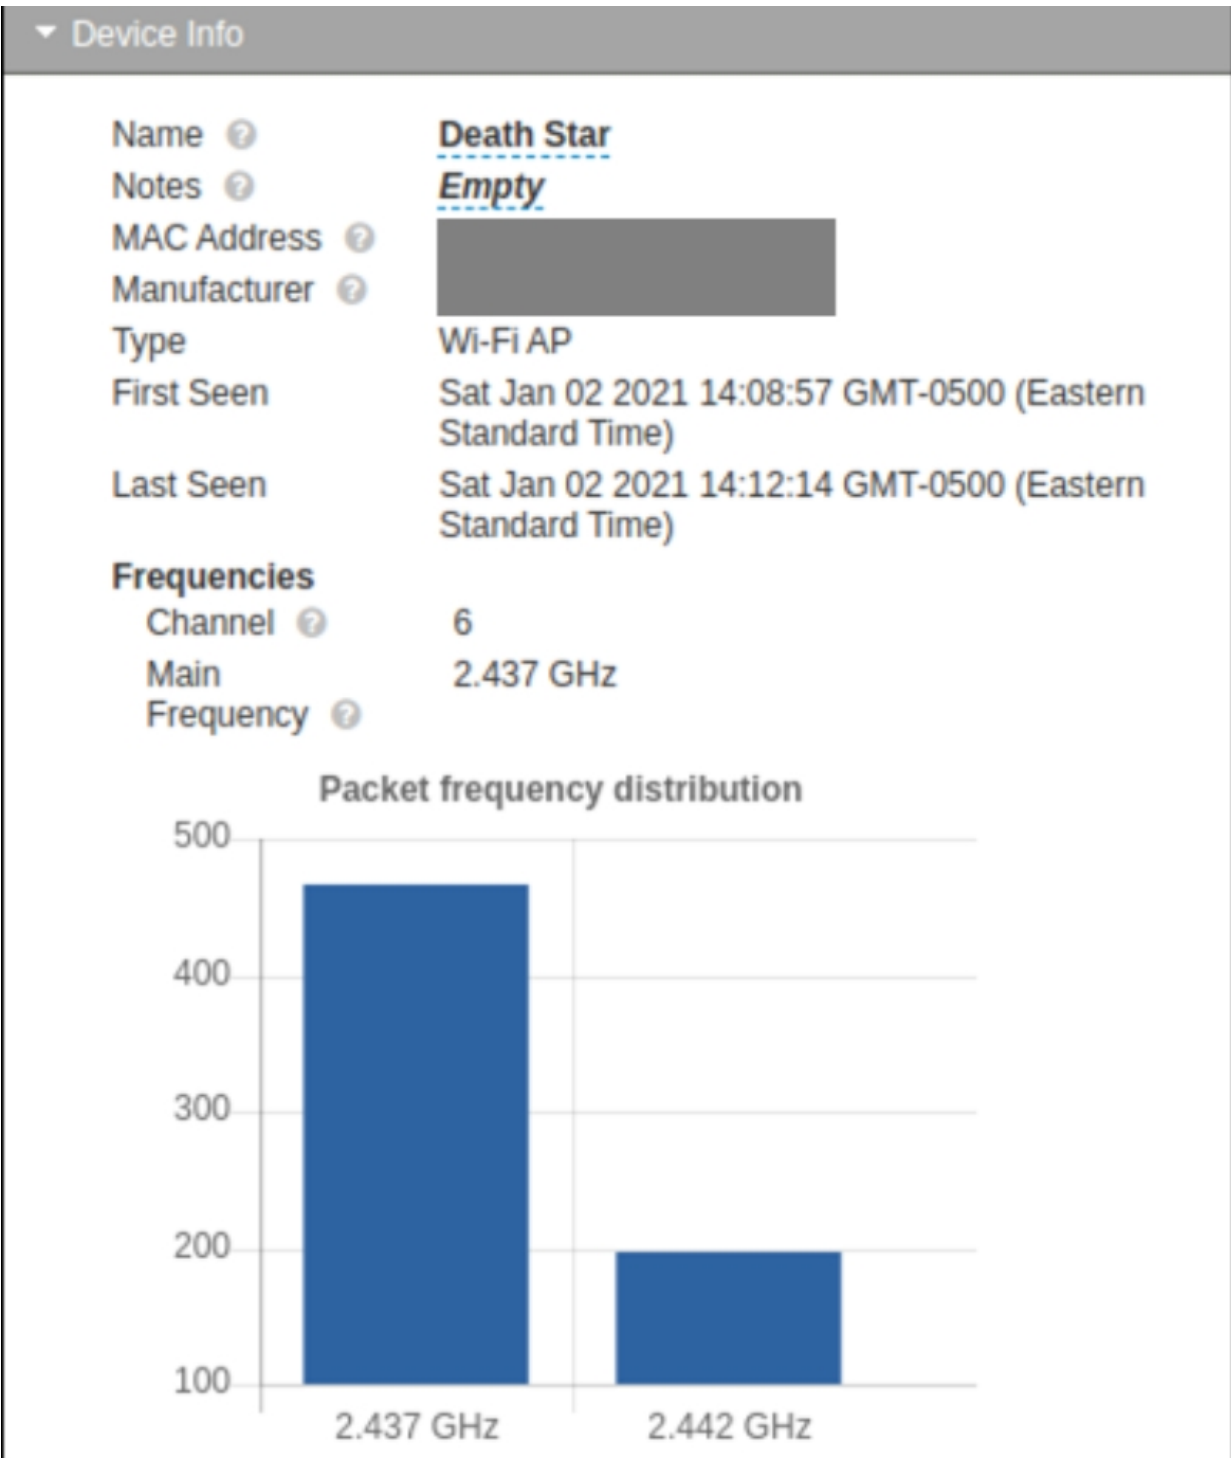 Device Info
Name ? Death Star
Notes ? Empty
MAC Address ?
Manufacturer ?
Type Wi-Fi AP
First Seen Sat Jan 02 2021 14:08:57 GMT-0500 (Eastern
Standard Time)
Last Seen Sat Jan 02 2021 14:12:14 GMT-0500 (Eastern
Standard Time)
Frequencies
Channel ? 6
Main 2.437 GHz
Frequency ?
Packet frequency distribution
500
400
300
200
100
2.437 GHz 2.442 GHz